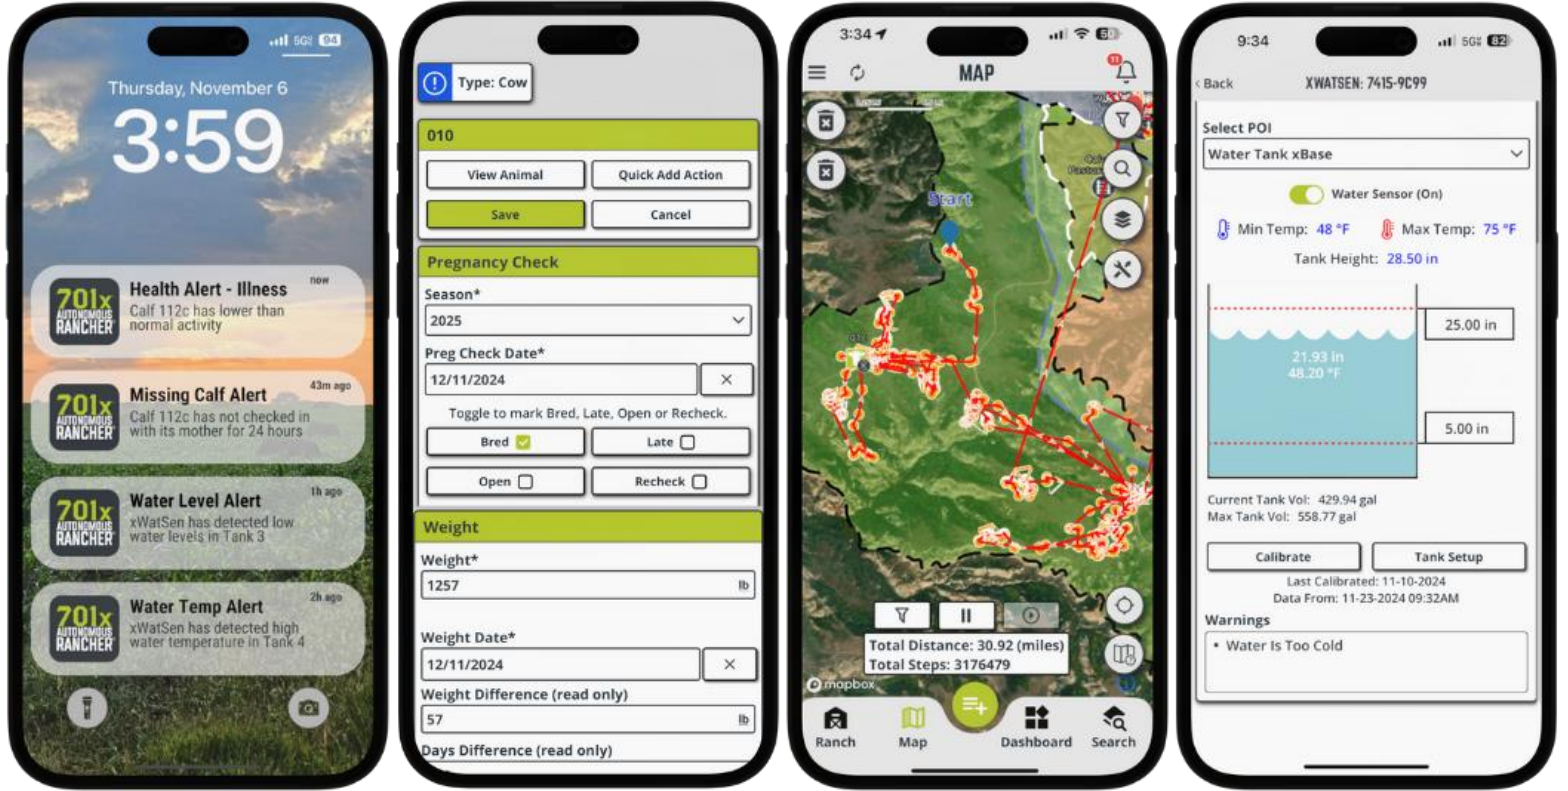 5G 94
Thursday, November 6
3:59
701x
AUTONOMOUS
RANCHER
Health Alert - Illness
now
Calf 112c has lower than
normal activity
701x
AUTONOMOUS
RANCHER
Missing Calf Alert
43m ago
Calf 112c has not checked in
with its mother for 24 hours
701x
AUTONOMOUS
RANCHER
Water Level Alert
1h ago
xWatSen has detected low
water levels in Tank 3
701x
AUTONOMOUS
RANCHER
Water Temp Alert
2h ago
xWatSen has detected high
water temperature in Tank 4
Type: Cow
010
View Animal
Quick Add Action
Save
Cancel
Pregnancy Check
Season*
2025
Preg Check Date*
12/11/2024
Toggle to mark Bred, Late, Open or Recheck.
Bred
Late
Open
Recheck
Weight
Weight*
1257 lb
Weight Date*
12/11/2024
Weight Difference (read only)
57 lb
Days Difference (read only)
3:34
50
MAP
11
Start
Total Distance: 30.92 (miles)
Total Steps: 3176479
mapbox
Ranch
Map
Dashboard
Search
9:34
5G 82
Back
XWATSEN: 7415-9C99
Select POI
Water Tank xBase
Water Sensor (On)
Min Temp: 48 °F
Max Temp: 75 °F
Tank Height: 28.50 in
25.00 in
21.93 in
48.20 °F
5.00 in
Current Tank Vol: 429.94 gal
Max Tank Vol: 558.77 gal
Calibrate
Tank Setup
Last Calibrated: 11-10-2024
Data From: 11-23-2024 09:32AM
Warnings
• Water Is Too Cold